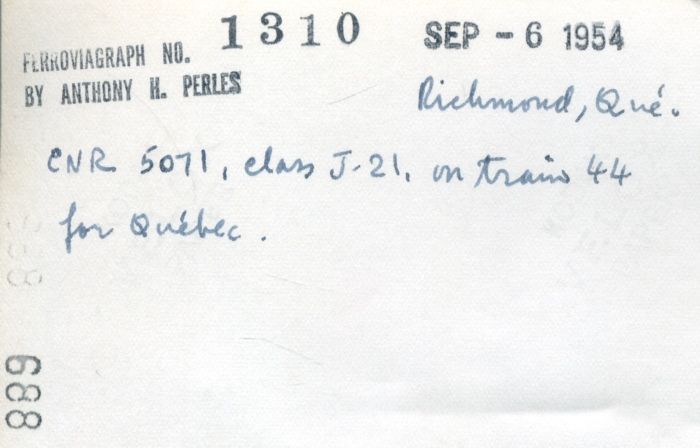 FERROVIAGRAPH NO. 1310 SEP - 6 1954
BY ANTHONY H. PERLES
Richmond, Qué.
CNR 5071, class J-21, on train 44
for Québec.
889